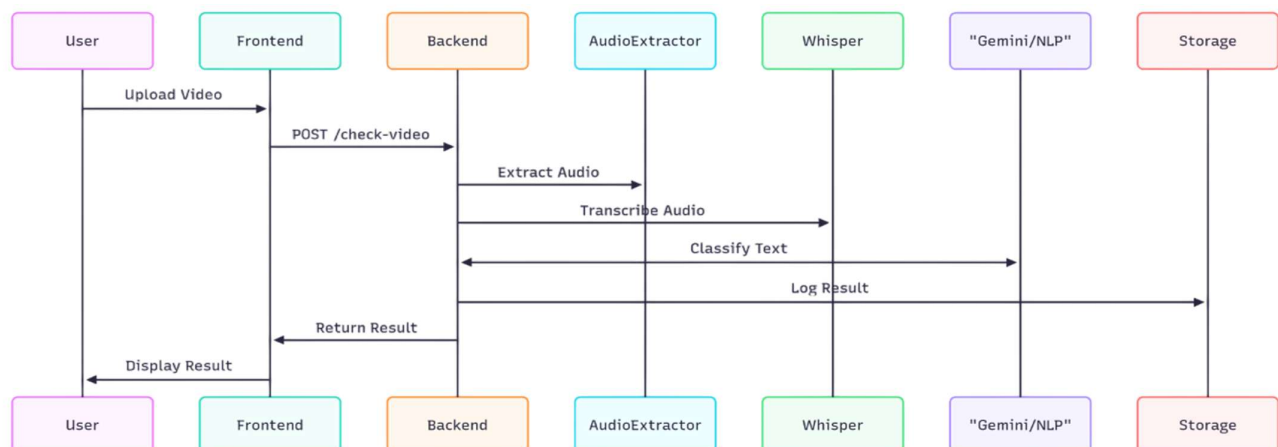 User
Frontend
Backend
AudioExtractor
Whisper
"Gemini/NLP"
Storage
Upload Video
POST /check-video
Extract Audio
Transcribe Audio
Classify Text
Log Result
Return Result
Display Result
User
Frontend
Backend
AudioExtractor
Whisper
"Gemini/NLP"
Storage